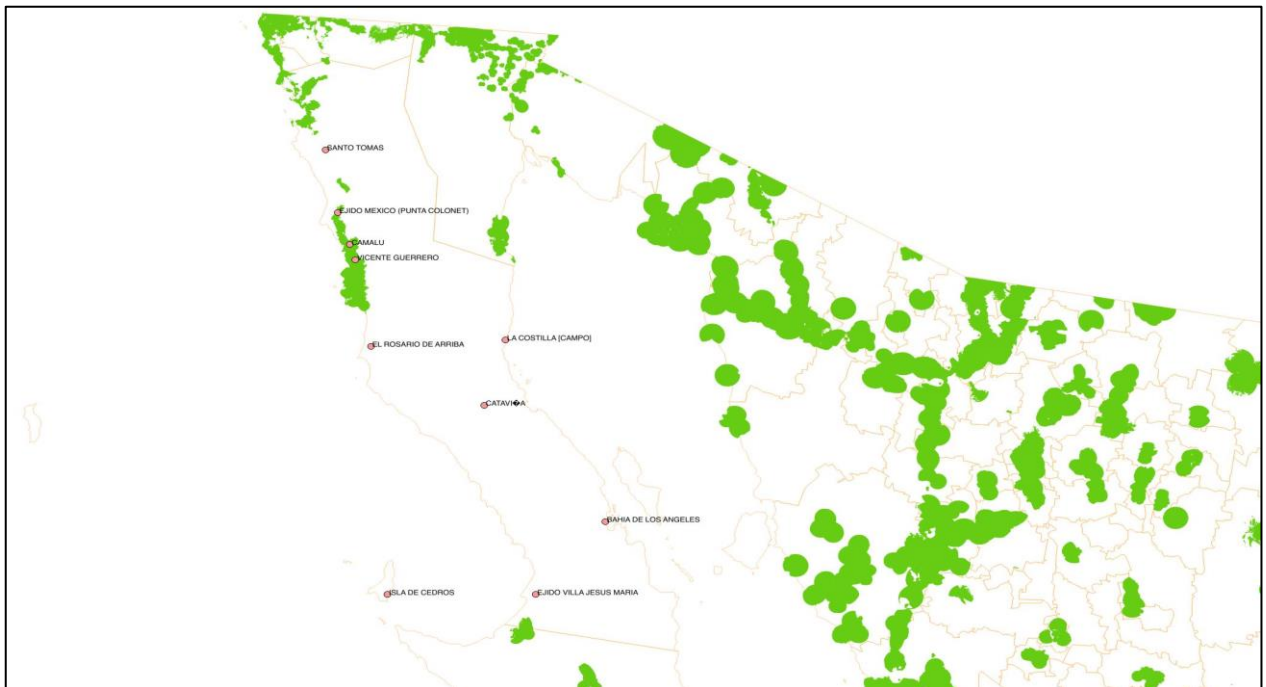 SANTO TOMAS
EJIDO MEXICO (PUNTA COLONET)
CAMALU
VICENTE GUERRERO
LA COSTILLA [CAMPO]
EL ROSARIO DE ARRIBA
CATAVI�A
BAHIA DE LOS ANGELES
ISLA DE CEDROS
EJIDO VILLA JESUS MARIA